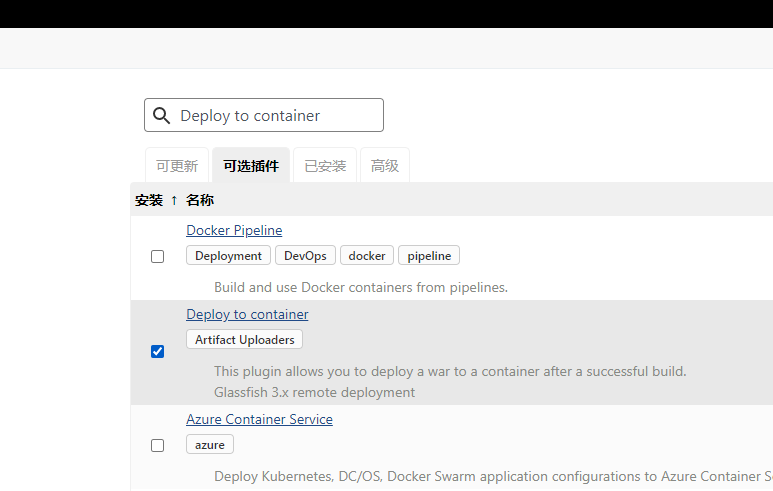 Deploy to container
可更新 可选插件 已安装 高级
安装 ↑ 名称
Docker Pipeline
Deployment DevOps docker pipeline
Build and use Docker containers from pipelines.
Deploy to container
Artifact Uploaders
This plugin allows you to deploy a war to a container after a successful build.
Glassfish 3.x remote deployment
Azure Container Service
azure
Deploy Kubernetes, DC/OS, Docker Swarm application configurations to Azure Container